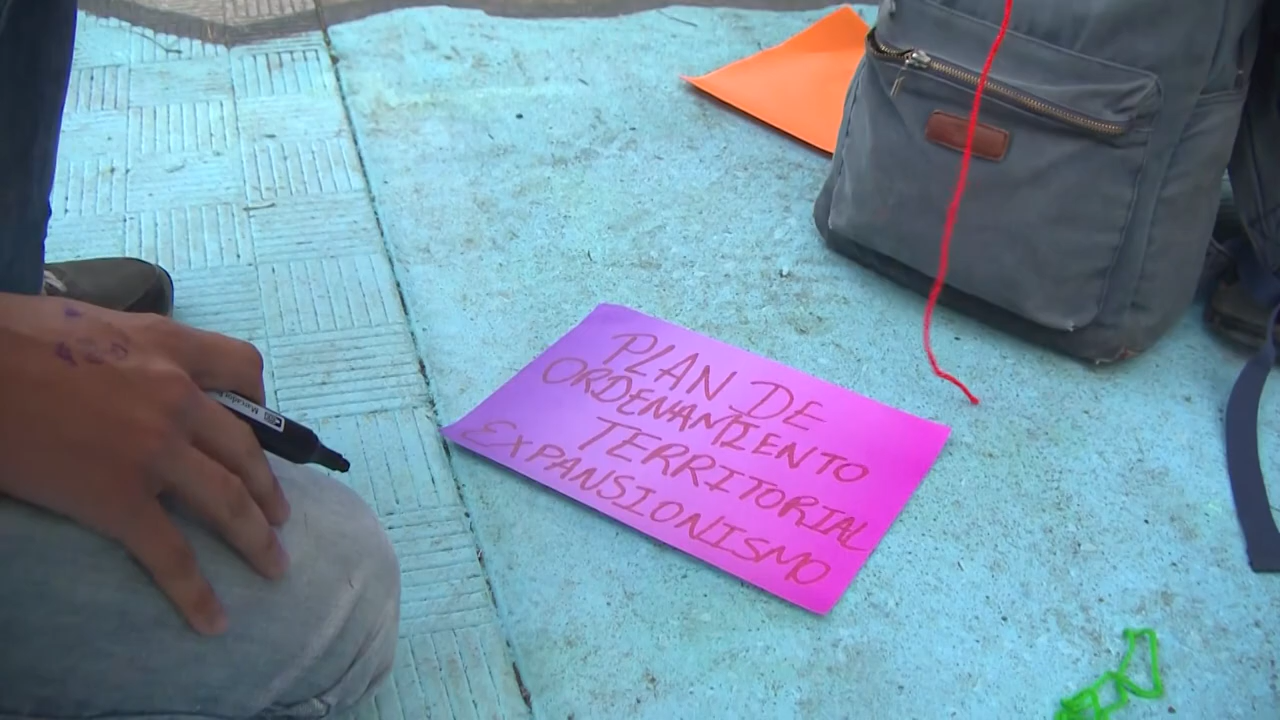 PLAN DE
ORDENAMIENTO
TERRITORIAL
EXPANSIONISMO